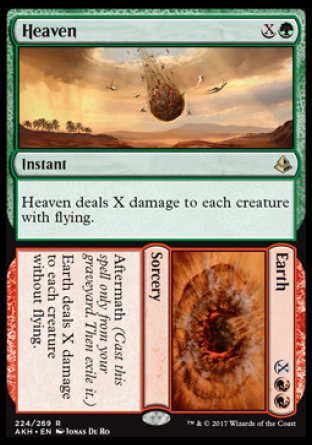 Heaven X
Instant
Heaven deals X damage to each creature
with flying.
Earth X
Sorcery
Aftermath (Cast this
spell only from your
graveyard. Then exile it.)
Earth deals X damage
to each creature
without flying.
224/269 R
AKH • EN Jonas De Ro
™ & © 2017 Wizards of the Coast